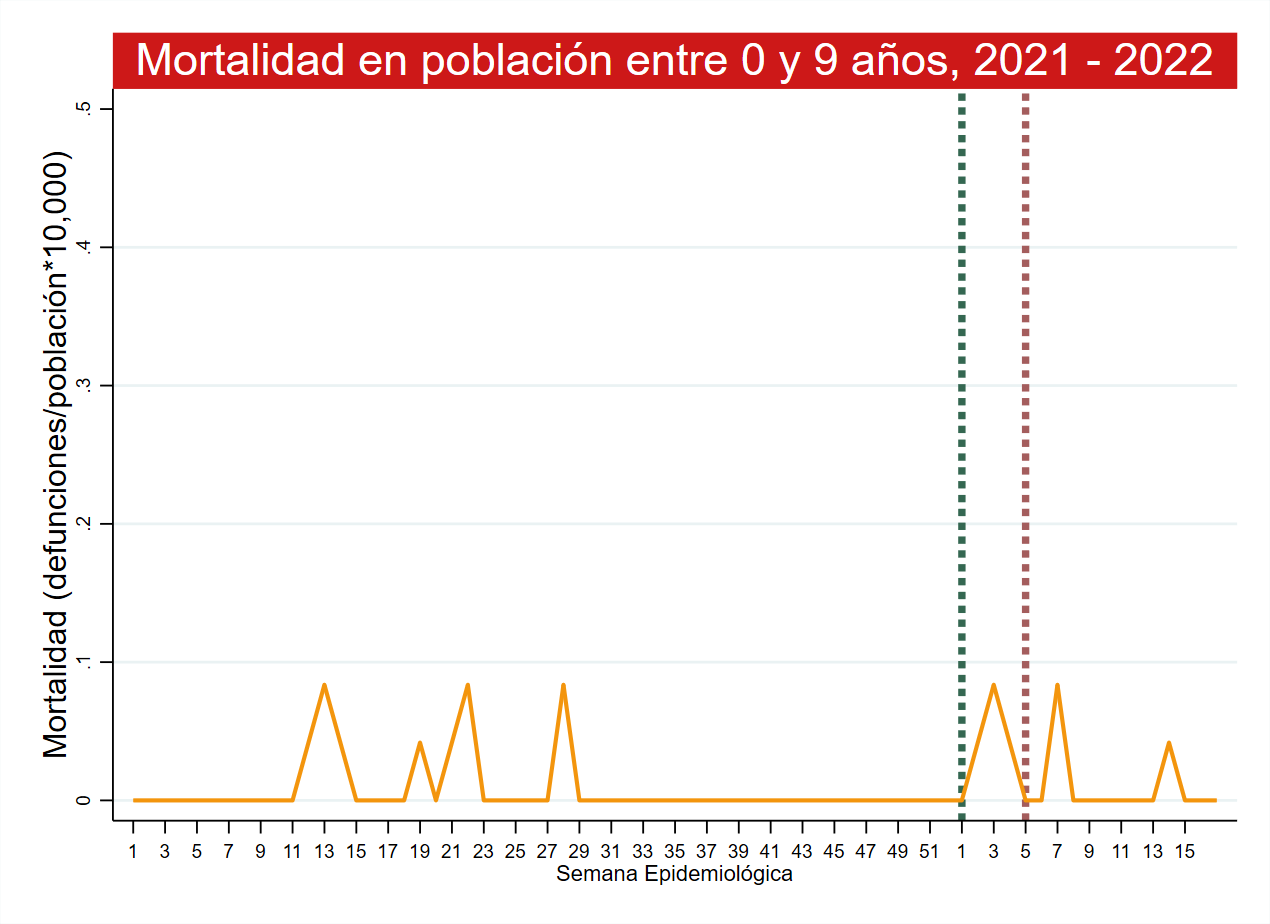 Mortalidad en población entre 0 y 9 años, 2021 - 2022
Mortalidad (defunciones/población*10,000)
.5
.4
.3
.2
.1
0
1 3 5 7 9 11 13 15 17 19 21 23 25 27 29 31 33 35 37 39 41 43 45 47 49 51 1 3 5 7 9 11 13 15
Semana Epidemiológica